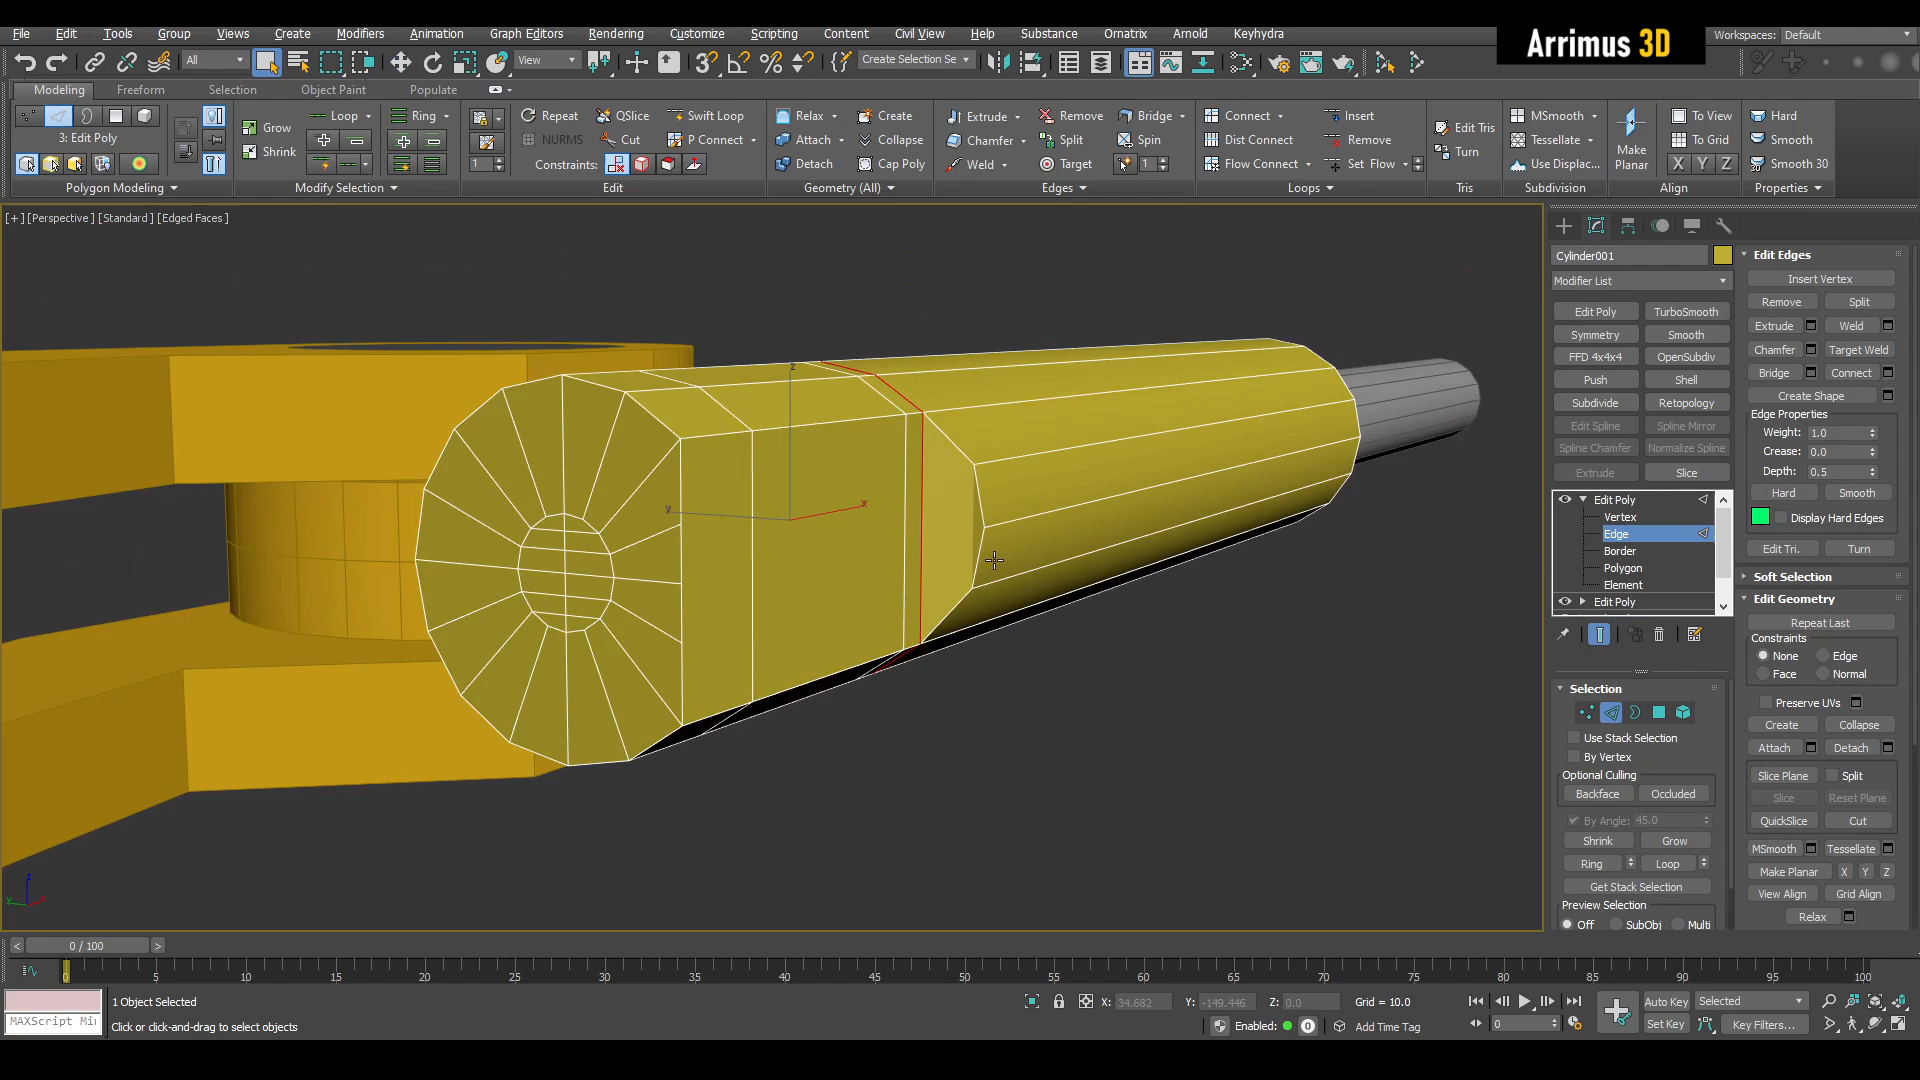 File Edit Tools Group Views Create Modifiers Animation Graph Editors Rendering Customize Scripting Content Civil View Help Substance Ornatrix Arnold Keyhydra
Arrimus 3D
Workspaces: Default
All View Create Selection Se
Modeling Freeform Selection Object Paint Populate
Loop Ring Repeat QSlice Swift Loop Relax Create Extrude Remove Bridge Connect Insert MSmooth To View Hard
3: Edit Poly Grow NURMS Cut P Connect Attach Collapse Chamfer Split Spin Dist Connect Remove Edit Tris Turn Tessellate Make Planar To Grid Smooth
Shrink 1 Constraints: Detach Cap Poly Weld Target 1 Flow Connect Set Flow Use Displac... X Y Z Smooth 30
Polygon Modeling Modify Selection Edit Geometry (All) Edges Loops Tris Subdivision Align Properties
[+] [Perspective] [Standard] [Edged Faces]
z
x
y
z
y
x
Cylinder001
Modifier List
Edit Poly TurboSmooth
Symmetry Smooth
FFD 4x4x4 OpenSubdiv
Push Shell
Subdivide Retopology
Edit Spline Spline Mirror
Spline Chamfer Normalize Spline
Extrude Slice
Edit Poly
Vertex
Edge
Border
Polygon
Element
Edit Poly
Selection
Use Stack Selection
By Vertex
Optional Culling
Backface Occluded
By Angle: 45.0
Shrink Grow
Ring Loop
Get Stack Selection
Preview Selection
Off SubObj Multi
Edit Edges
Insert Vertex
Remove Split
Extrude Weld
Chamfer Target Weld
Bridge Connect
Create Shape
Edge Properties
Weight: 1.0
Crease: 0.0
Depth: 0.5
Hard Smooth
Display Hard Edges
Edit Tri. Turn
Soft Selection
Edit Geometry
Repeat Last
Constraints
None Edge
Face Normal
Preserve UVs
Create Collapse
Attach Detach
Slice Plane Split
Slice Reset Plane
QuickSlice Cut
MSmooth Tessellate
Make Planar X Y Z
View Align Grid Align
Relax
< 0 / 100 >
0 5 10 15 20 25 30 35 40 45 50 55 60 65 70 75 80 85 90 95 100
1 Object Selected
X: 34.682 Y: -149.446 Z: 0.0 Grid = 10.0
Auto Key Selected
MAXScript Mi
Click or click-and-drag to select objects
Enabled: 0 Add Time Tag
0
Set Key Key Filters...